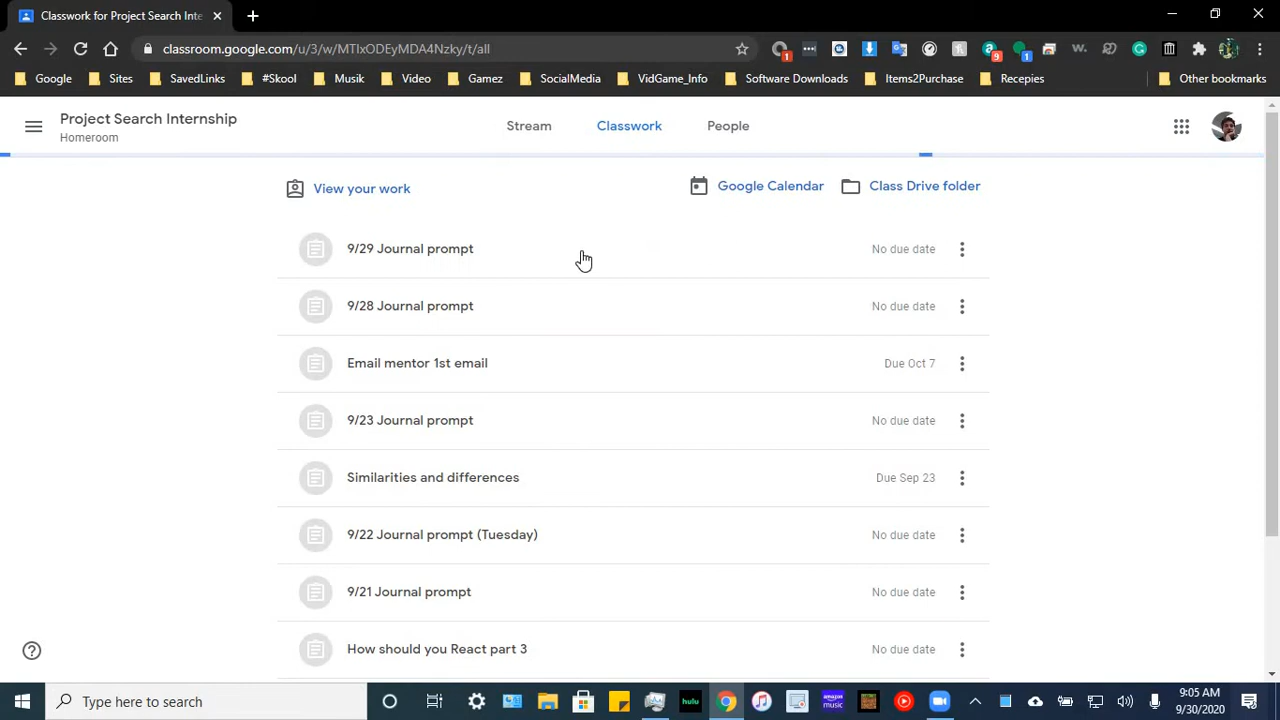 Classwork for Project Search Inte
classroom.google.com/u/3/w/MTIxODEyMDA4Nzky/t/all
Google
Sites
SavedLinks
#Skool
Musik
Video
Gamez
SocialMedia
VidGame_Info
Software Downloads
Items2Purchase
Recepies
Other bookmarks
Project Search Internship
Homeroom
Stream
Classwork
People
View your work
Google Calendar
Class Drive folder
9/29 Journal prompt
No due date
9/28 Journal prompt
No due date
Email mentor 1st email
Due Oct 7
9/23 Journal prompt
No due date
Similarities and differences
Due Sep 23
9/22 Journal prompt (Tuesday)
No due date
9/21 Journal prompt
No due date
How should you React part 3
No due date
Type here to search
hulu
amazon music
9:05 AM
9/30/2020